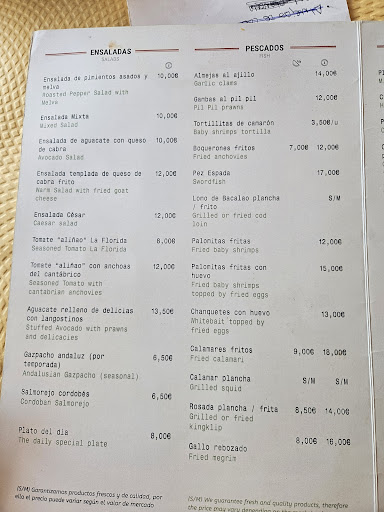 ENSALADAS
SALADS
Ensalada de pimientos asados y melva 10,00€
Roasted Pepper Salad with
Melva
Ensalada Mixta 10,00€
Mixed Salad
Ensalada de aguacate con queso de cabra 10,00€
Avocado Salad
Ensalada templada de queso de cabra frito 12,00€
Warm Salad with fried goat
cheese
Ensalada César 12,00€
Caesar salad
Tomate "aliñao" La Florida 8,00€
Seasoned Tomato La Florida
Tomate "aliñao" con anchoas del cantábrico 12,00€
Seasoned Tomato with
cantabrian anchovies
Aguacate relleno de delicias con langostinos 13,50€
Stuffed Avocado with prawns
and delicacies
Gazpacho andaluz (por temporada) 6,50€
Andalusian Gazpacho (seasonal)
Salmorejo cordobés 6,50€
Cordoban Salmorejo
Plato del día 8,00€
The daily special plate
(S/M) Garantizamos productos frescos y de calidad, por
ello el precio puede variar según el valor de mercado
PESCADOS
FISH
Almejas al ajillo 14,00€
Garlic clams
Gambas al pil pil 12,00€
Pil Pil prawns
Tortillitas de camarón 3,50€/u
Baby shrimps tortilla
Boquerones fritos 7,00€ 12,00€
Fried anchovies
Pez Espada 17,00€
Swordfish
Lomo de Bacalao plancha / frito S/M
Grilled or fried cod
loin
Palonitas fritas 12,00€
Fried baby shrimps
Palonitas fritas con huevo 15,00€
Fried baby shrimps
topped by fried eggs
Chanquetes con huevo 13,00€
Whitebait topped by
fried eggs
Calamares fritos 9,00€ 18,00€
Fried calamari
Calamar plancha S/M S/M
Grilled squid
Rosada plancha / frita 8,50€ 14,00€
Grilled or fried
kingklip
Gallo rebozado 8,00€ 16,00€
Fried megrim
(S/M) We guarantee fresh and quality products, therefore
the price may vary depending on